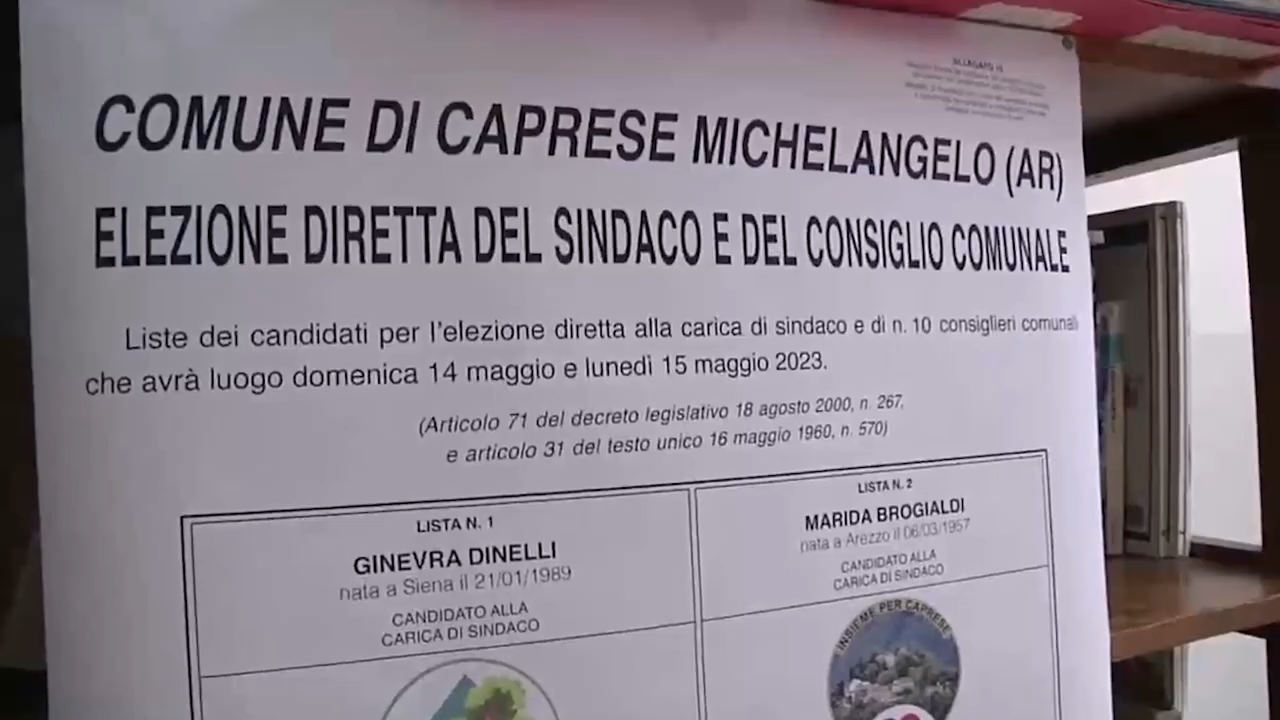 ALLEGATO N.
COMUNE DI CAPRESE MICHELANGELO (AR)
ELEZIONE DIRETTA DEL SINDACO E DEL CONSIGLIO COMUNALE
Liste dei candidati per l'elezione diretta alla carica di sindaco e di n. 10 consiglieri comunali
che avrà luogo domenica 14 maggio e lunedì 15 maggio 2023.
(Articolo 71 del decreto legislativo 18 agosto 2000, n. 267,
e articolo 31 del testo unico 16 maggio 1960, n. 570)
LISTA N. 1
GINEVRA DINELLI
nata a Siena il 21/01/1989
CANDIDATO ALLA
CARICA DI SINDACO
LISTA N. 2
MARIDA BROGIALDI
nata a Arezzo il 06/03/1957
CANDIDATO ALLA
CARICA DI SINDACO
INSIEME PER CAPRESE